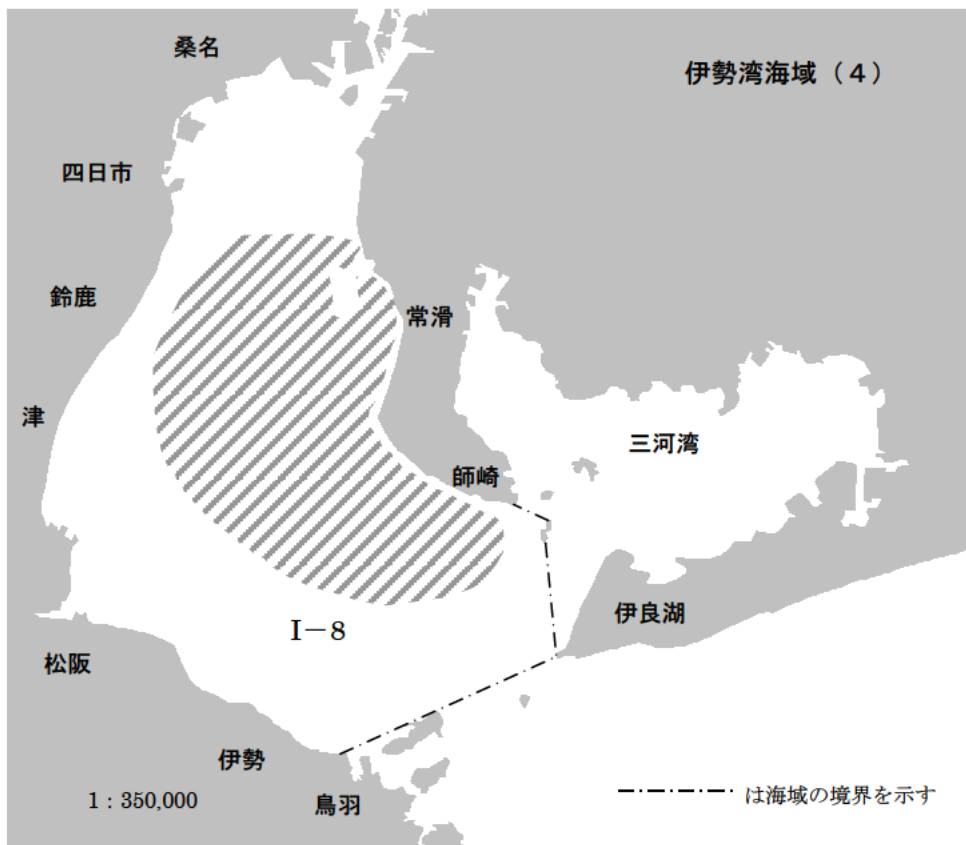 桑名
伊勢湾海域（４）
四日市
鈴鹿
常滑
津
三河湾
師崎
伊良湖
Ⅰ－８
松阪
伊勢
1：350,000
鳥羽
は海域の境界を示す